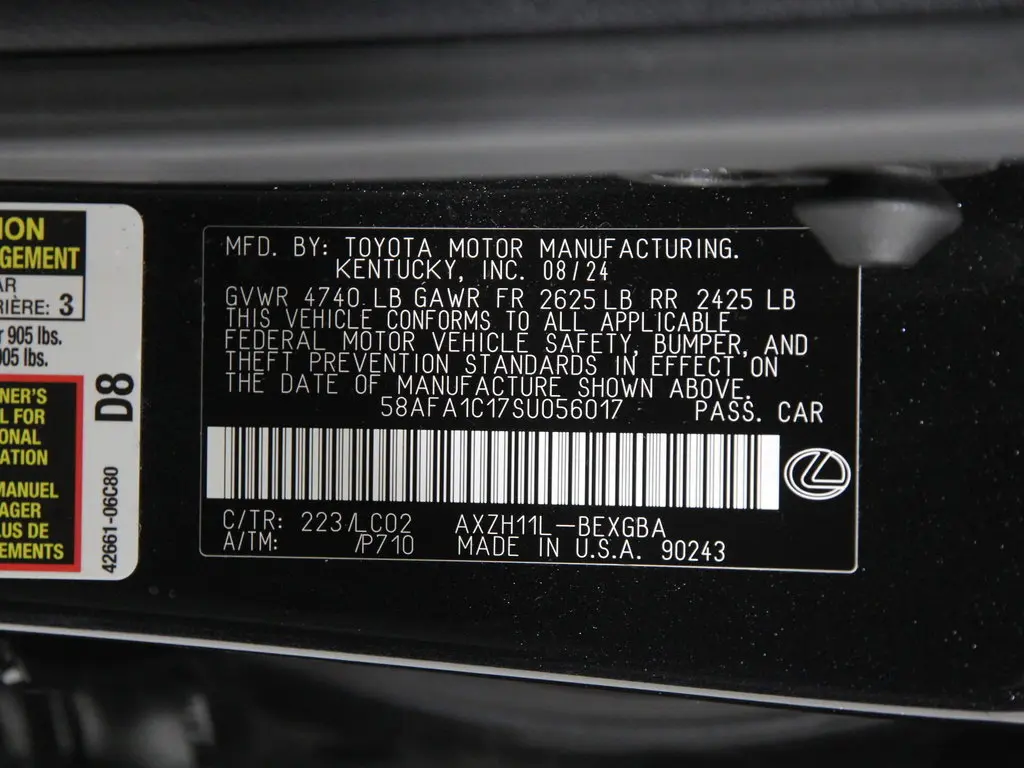 ION
GEMENT
AR
RIÈRE: 3
r 905 lbs.
905 lbs.
NER'S
L FOR
ONAL
ATION
MANUEL
AGER
LUS DE
EMENTS
D8
42661-06C80
MFD. BY: TOYOTA MOTOR MANUFACTURING.
KENTUCKY, INC. 08/24
GVWR 4740 LB GAWR FR 2625 LB RR 2425 LB
THIS VEHICLE CONFORMS TO ALL APPLICABLE
FEDERAL MOTOR VEHICLE SAFETY, BUMPER, AND
THEFT PREVENTION STANDARDS IN EFFECT ON
THE DATE OF MANUFACTURE SHOWN ABOVE.
58AFA1C17SU056017 PASS. CAR
C/TR: 223/LC02 AXZH11L-BEXGBA
A/TM: /P710 MADE IN U.S.A. 90243